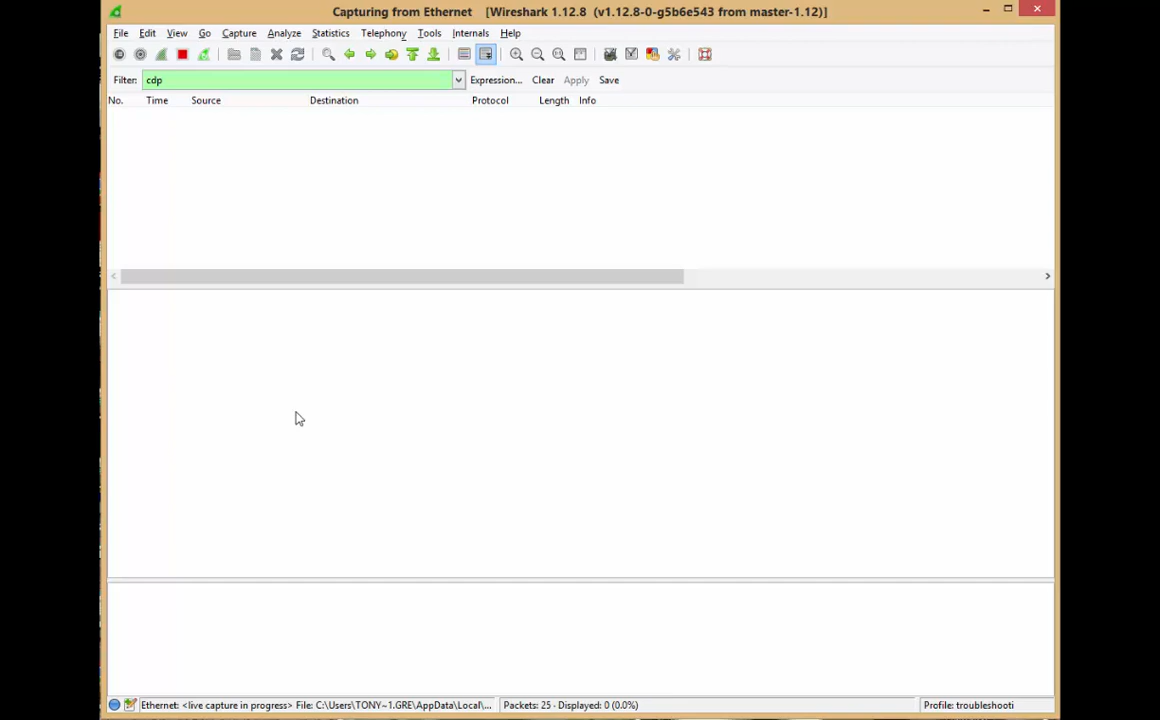 Capturing from Ethernet [Wireshark 1.12.8 (v1.12.8-0-g5b6e543 from master-1.12)]
File Edit View Go Capture Analyze Statistics Telephony Tools Internals Help
Filter: cdp Expression... Clear Apply Save
No. Time Source Destination Protocol Length Info
Ethernet: <live capture in progress> File: C:\Users\TONY~1.GRE\AppData\Local\... Packets: 25 · Displayed: 0 (0.0%) Profile: troubleshooti